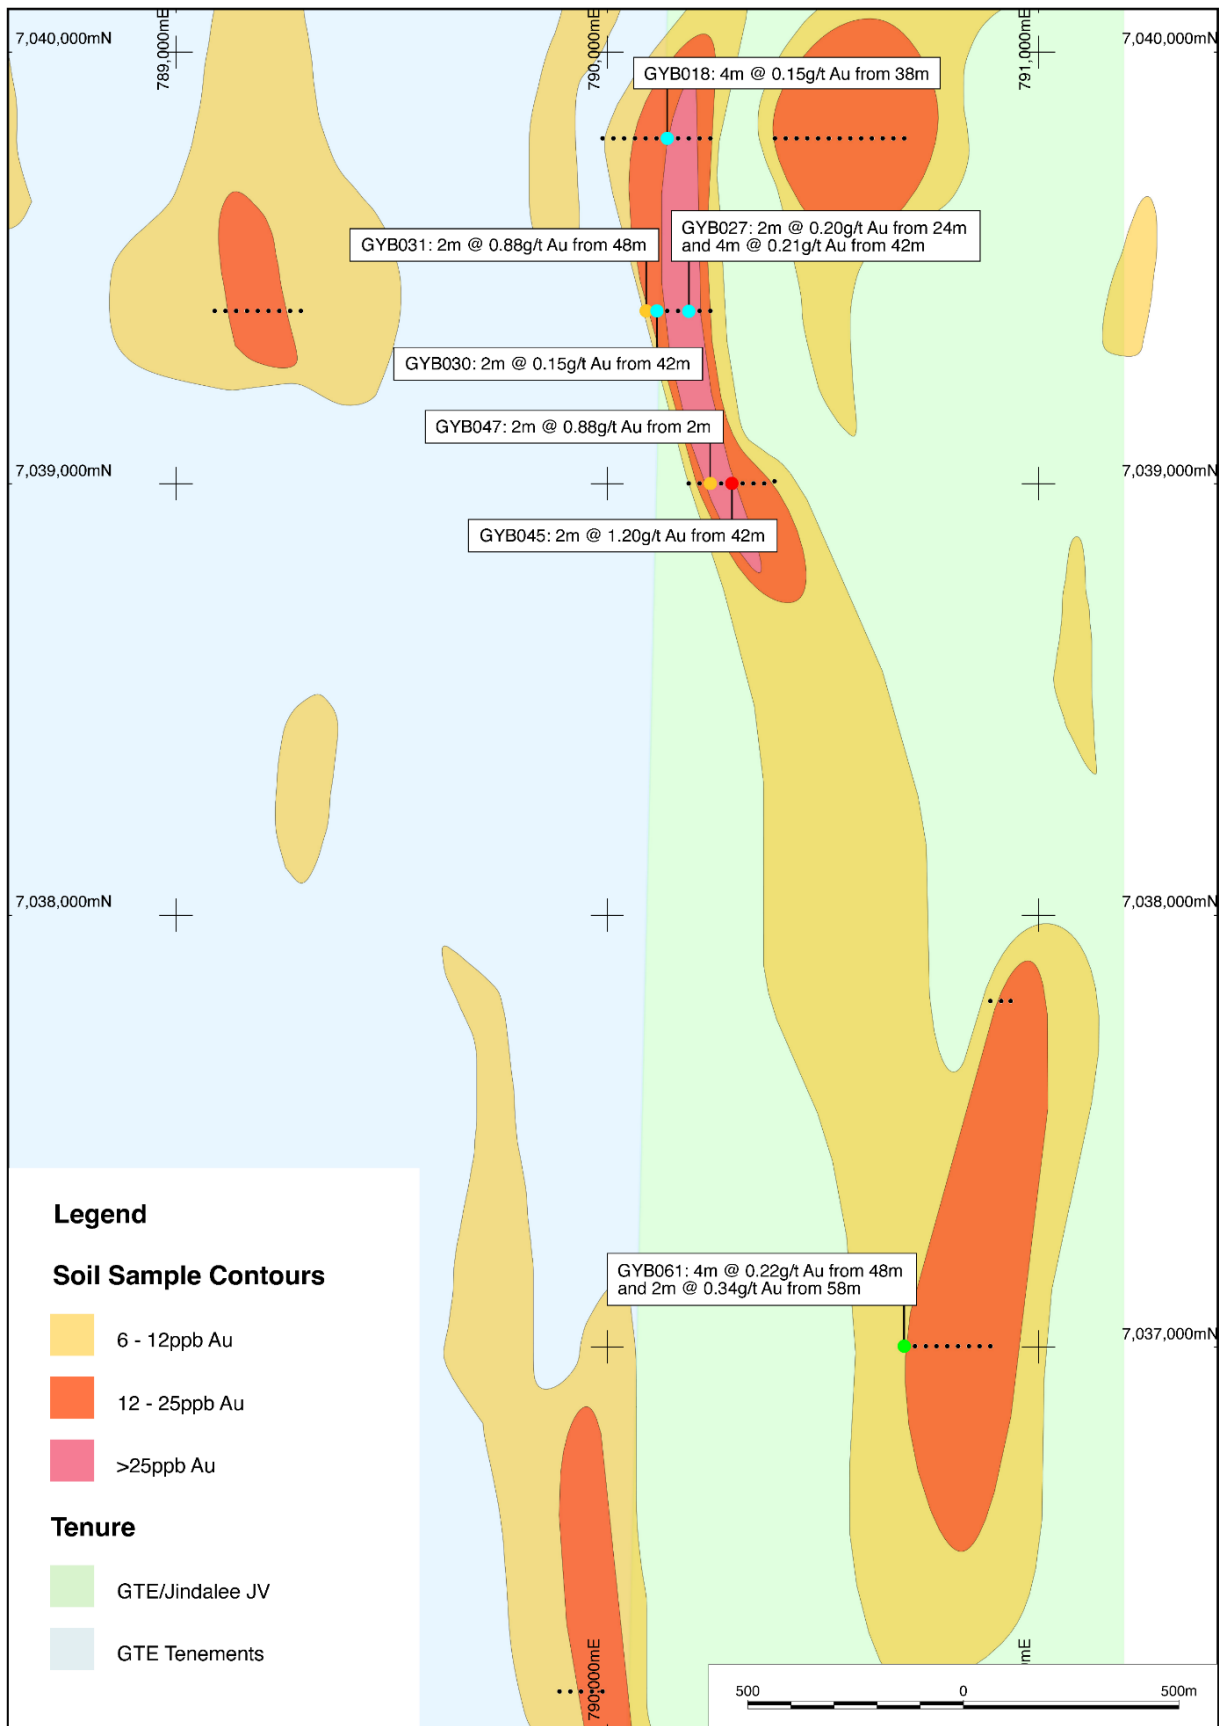 7,040,000mN
789,000mE
790,000mE
791,000mE
7,040,000mN
GYB018: 4m @ 0.15g/t Au from 38m
GYB031: 2m @ 0.88g/t Au from 48m
GYB027: 2m @ 0.20g/t Au from 24m
and 4m @ 0.21g/t Au from 42m
GYB030: 2m @ 0.15g/t Au from 42m
GYB047: 2m @ 0.88g/t Au from 2m
7,039,000mN
7,039,000mN
GYB045: 2m @ 1.20g/t Au from 42m
7,038,000mN
7,038,000mN
Legend
Soil Sample Contours
6 - 12ppb Au
12 - 25ppb Au
>25ppb Au
Tenure
GTE/Jindalee JV
GTE Tenements
GYB061: 4m @ 0.22g/t Au from 48m
and 2m @ 0.34g/t Au from 58m
7,037,000mN
790,000mE
mE
500
0
500m